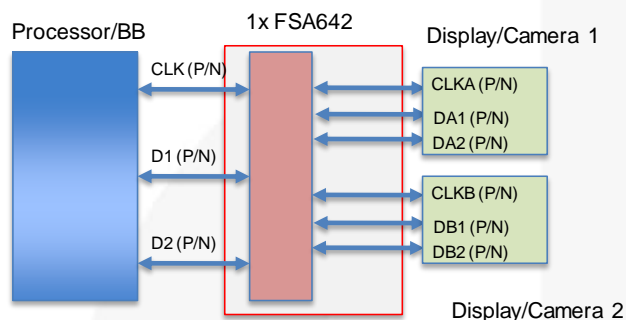 1x FSA642
Processor/BB
Display/Camera 1
CLK (P/N)
D1 (P/N)
D2 (P/N)
CLKA (P/N)
DA1 (P/N)
DA2 (P/N)
CLKB (P/N)
DB1 (P/N)
DB2 (P/N)
Display/Camera 2